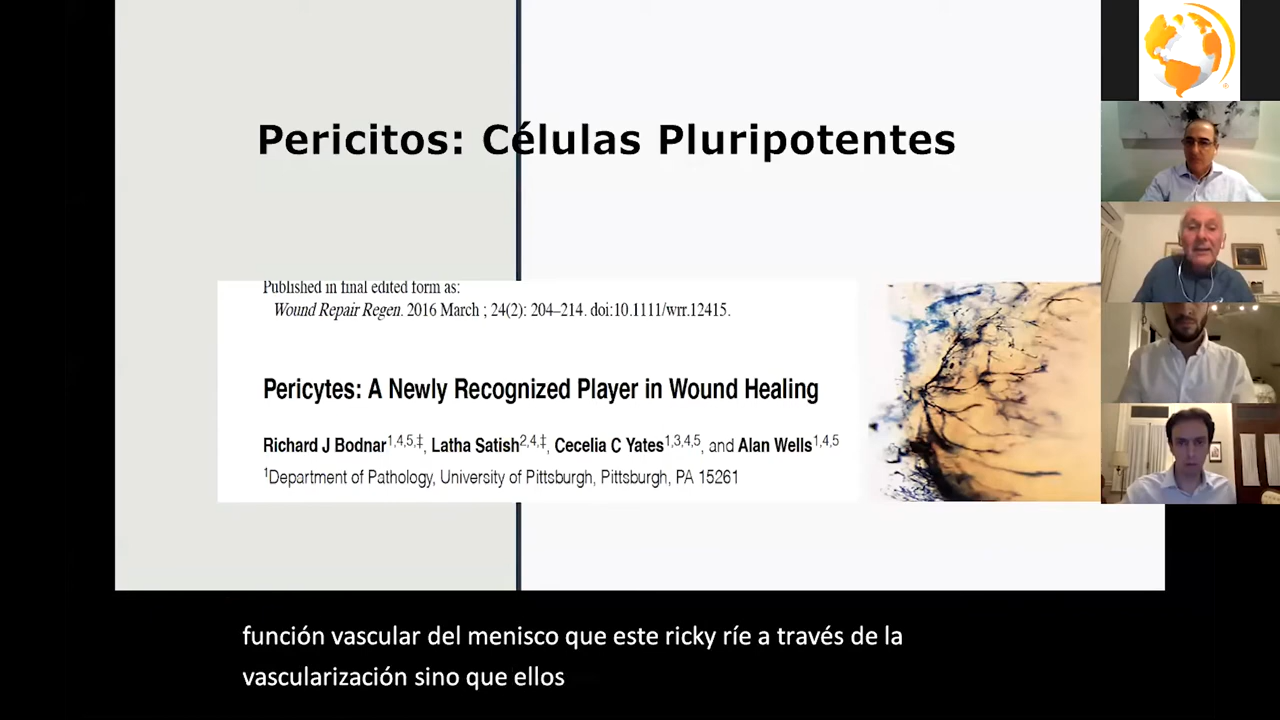 Pericitos: Células Pluripotentes
Published in final edited form as:
Wound Repair Regen. 2016 March ; 24(2): 204–214. doi:10.1111/wrr.12415.
Pericytes: A Newly Recognized Player in Wound Healing
Richard J Bodnar1,4,5,‡, Latha Satish2,4,‡, Cecelia C Yates1,3,4,5, and Alan Wells1,4,5
1Department of Pathology, University of Pittsburgh, Pittsburgh, PA 15261
función vascular del menisco que este ricky ríe a través de la
vascularización sino que ellos